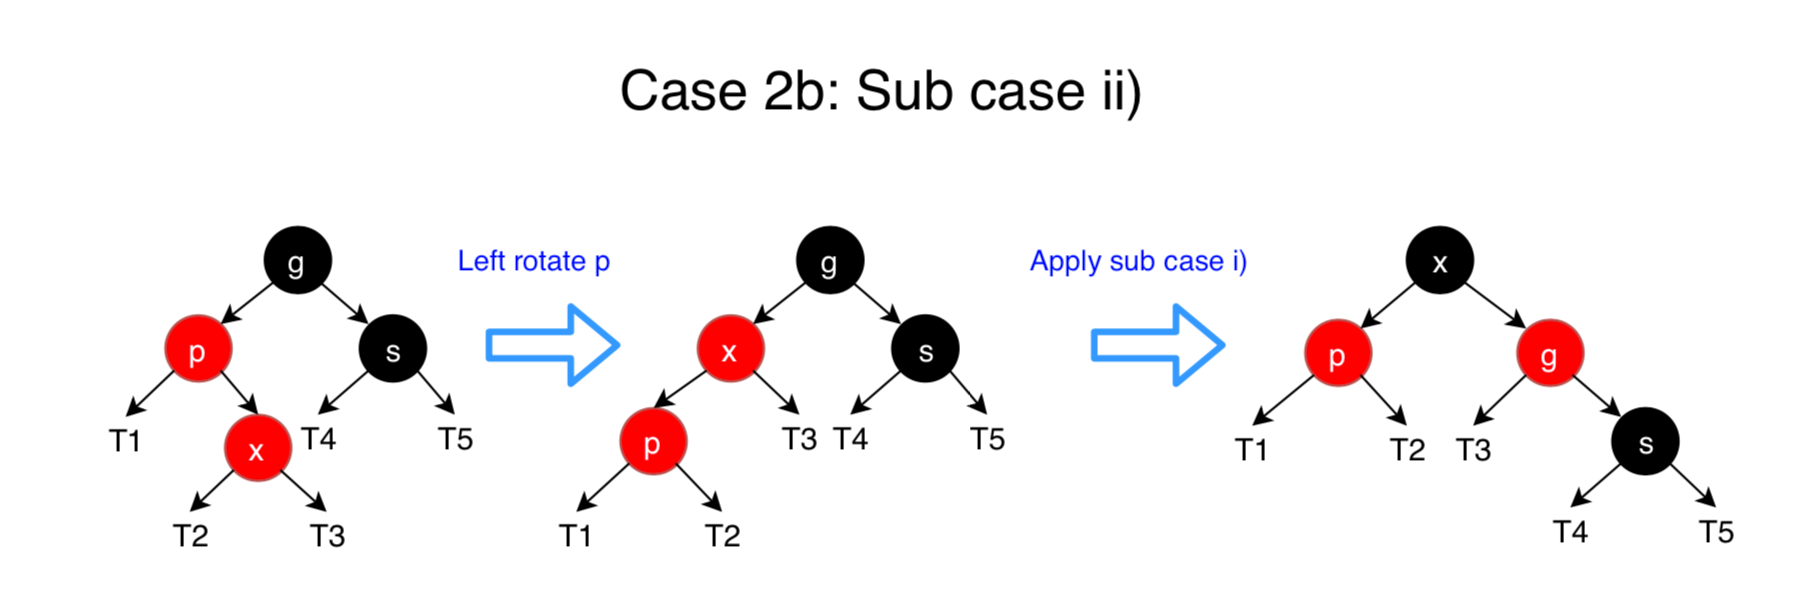 Case 2b: Sub case ii)
g
Left rotate p
g
Apply sub case i)
x
p
s
x
s
p
g
T1
x
T4
T5
p
T3
T4
T5
T1
T2
T3
s
T2
T3
T1
T2
T4
T5